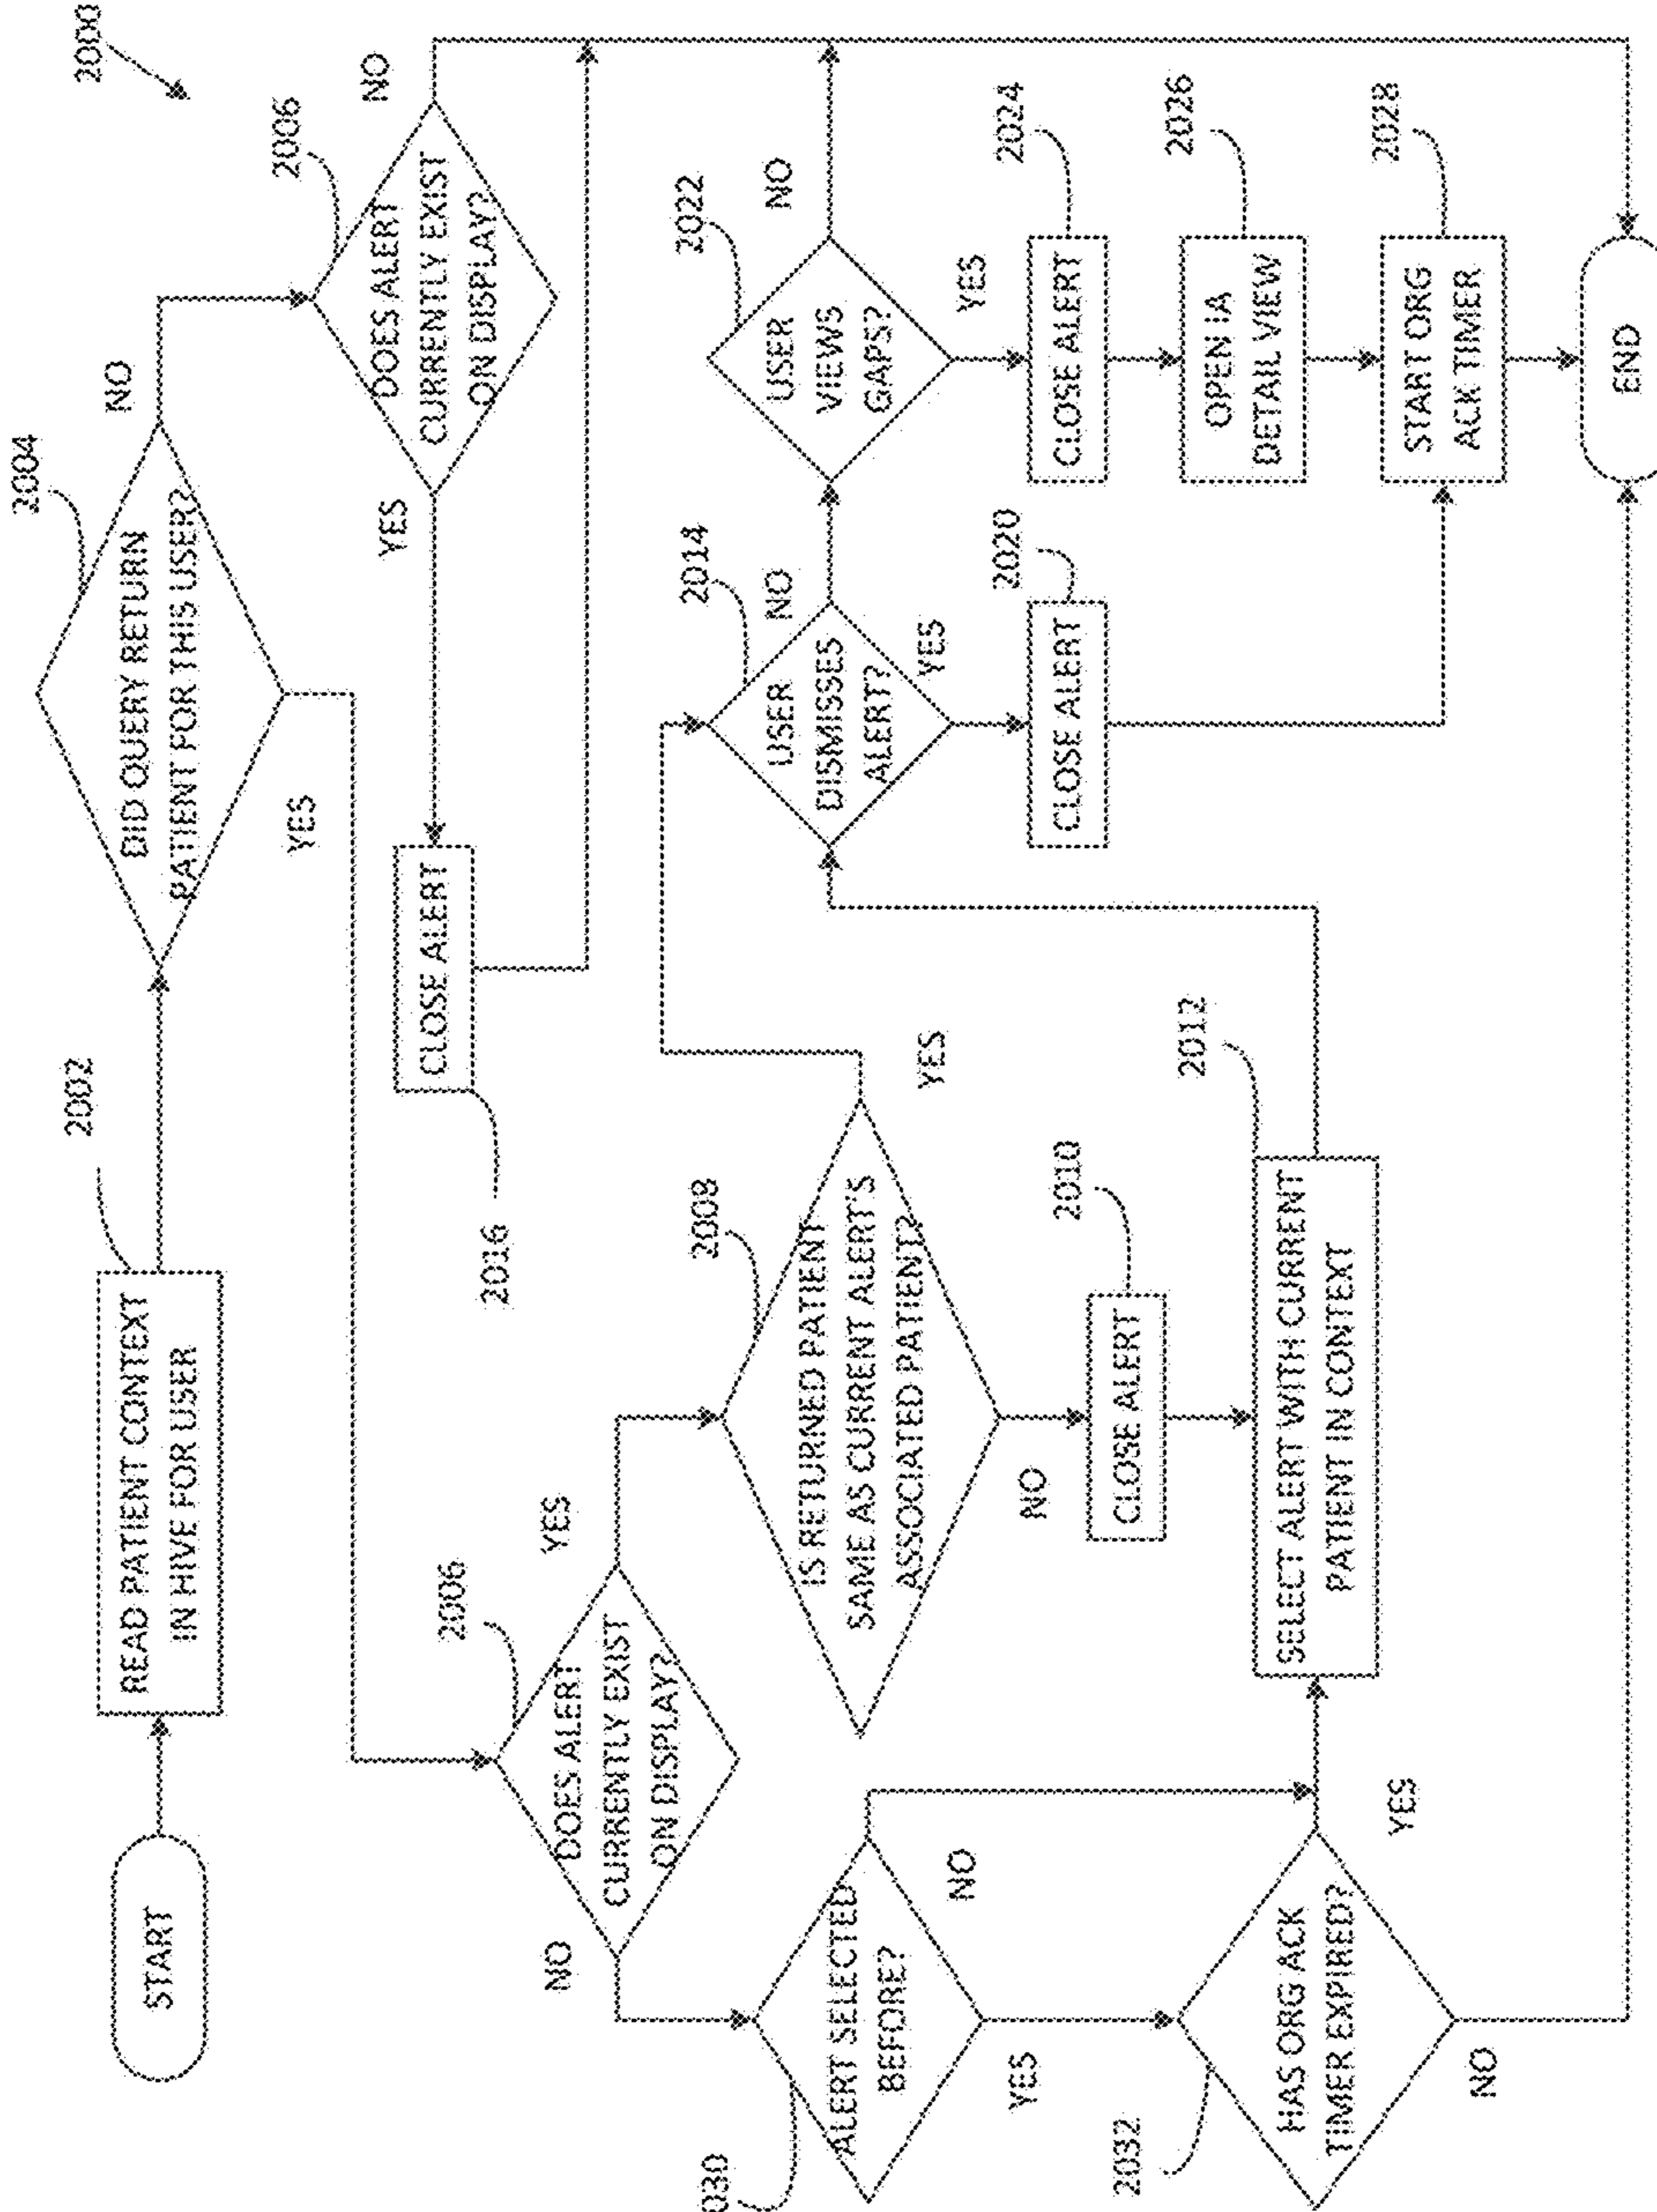 2000
START
READ PATIENT CONTEXT
IN HIVE FOR USER
2002
DID QUERY RETURN
PATIENT FOR THIS USER?
2004
NO
YES
DOES ALERT
CURRENTLY EXIST
ON DISPLAY?
2006
NO
YES
CLOSE ALERT
2016
DOES ALERT
CURRENTLY EXIST
ON DISPLAY?
2006
YES
NO
IS RETURNED PATIENT
SAME AS CURRENT ALERT'S
ASSOCIATED PATIENT?
2008
YES
NO
CLOSE ALERT
2010
ALERT SELECTED
BEFORE?
030
NO
YES
HAS ORG ACK
TIMER EXPIRED?
2032
YES
NO
SELECT ALERT WITH CURRENT
PATIENT IN CONTEXT
2012
USER
DISMISSES
ALERT?
2014
NO
YES
CLOSE ALERT
2020
USER
VIEWS
GAPS?
2022
NO
YES
CLOSE ALERT
2024
OPEN IA
DETAIL VIEW
2026
START ORG
ACK TIMER
2028
END